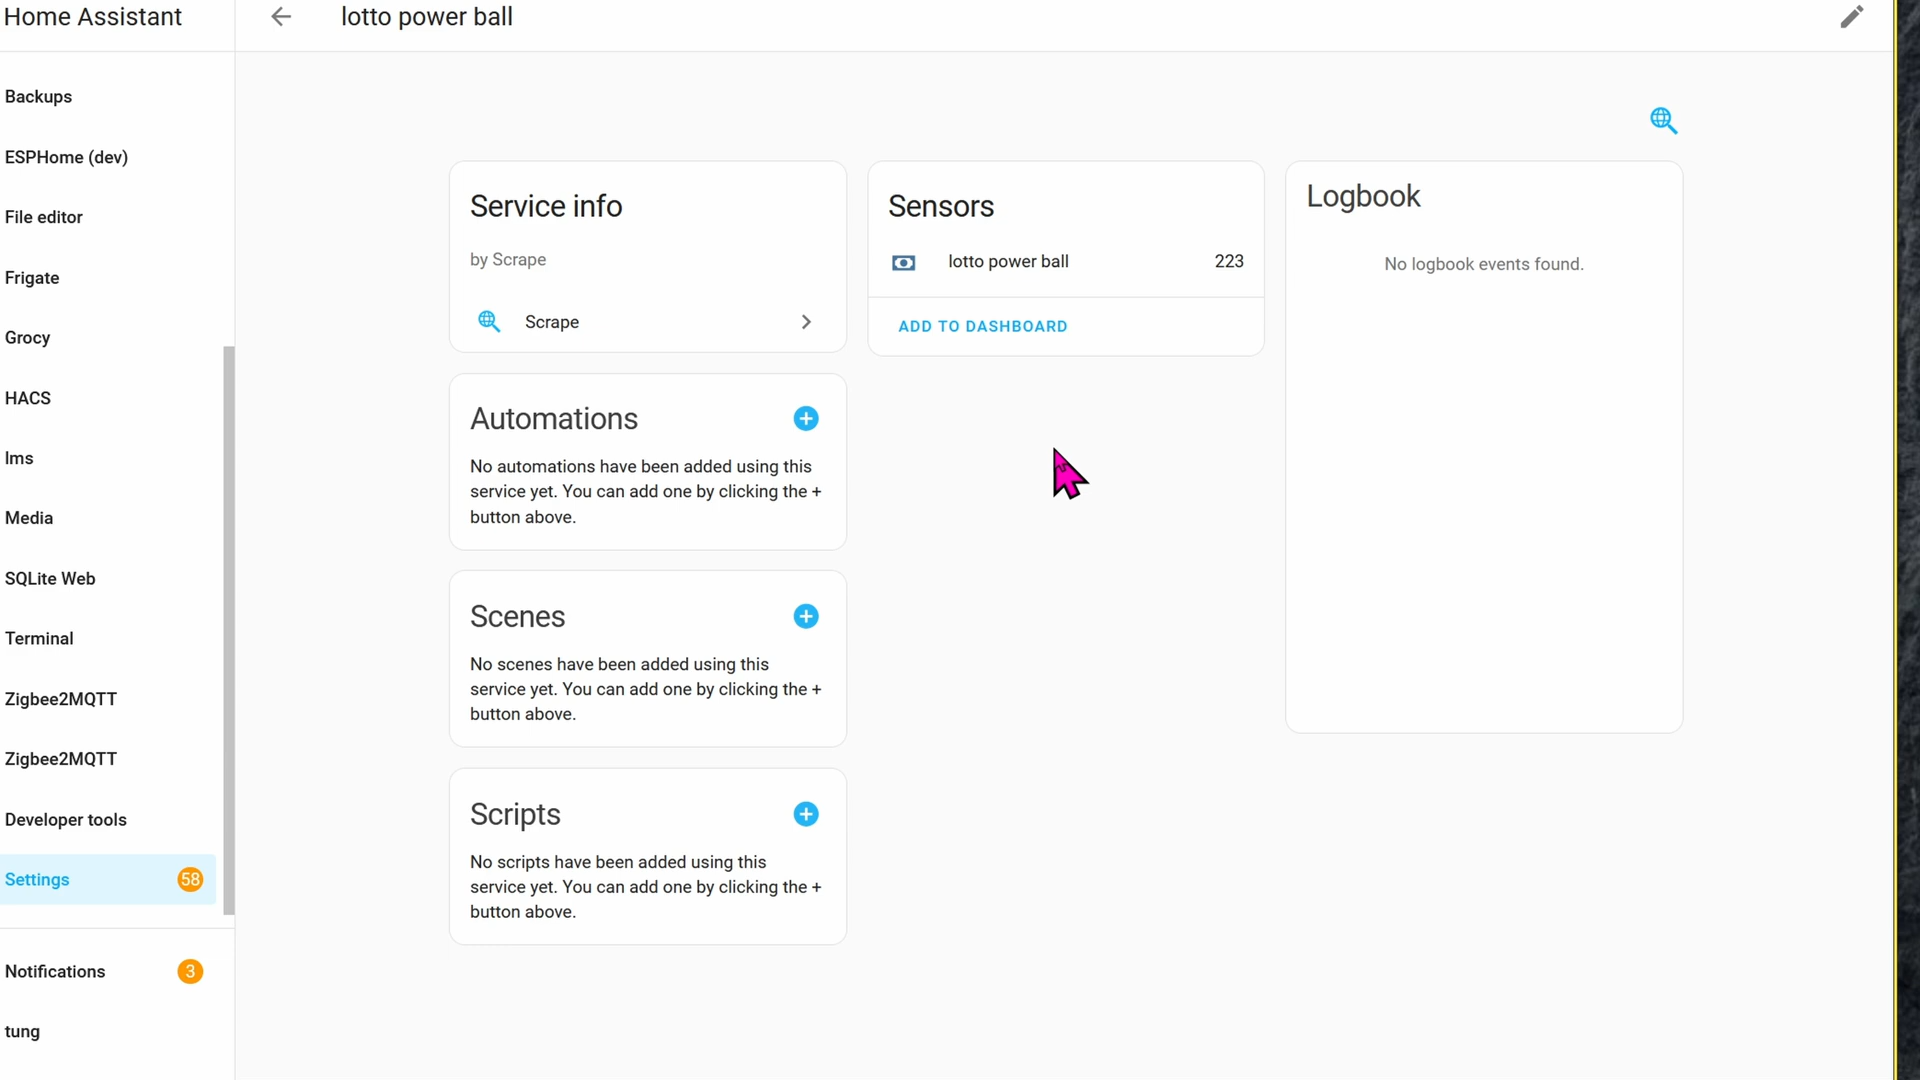 Home Assistant
lotto power ball
Backups
ESPHome (dev)
File editor
Frigate
Grocy
HACS
lms
Media
SQLite Web
Terminal
Zigbee2MQTT
Zigbee2MQTT
Developer tools
Settings 58
Notifications 3
tung
Service info
by Scrape
Scrape
Automations
No automations have been added using this
service yet. You can add one by clicking the +
button above.
Scenes
No scenes have been added using this
service yet. You can add one by clicking the +
button above.
Scripts
No scripts have been added using this
service yet. You can add one by clicking the +
button above.
Sensors
lotto power ball 223
ADD TO DASHBOARD
Logbook
No logbook events found.